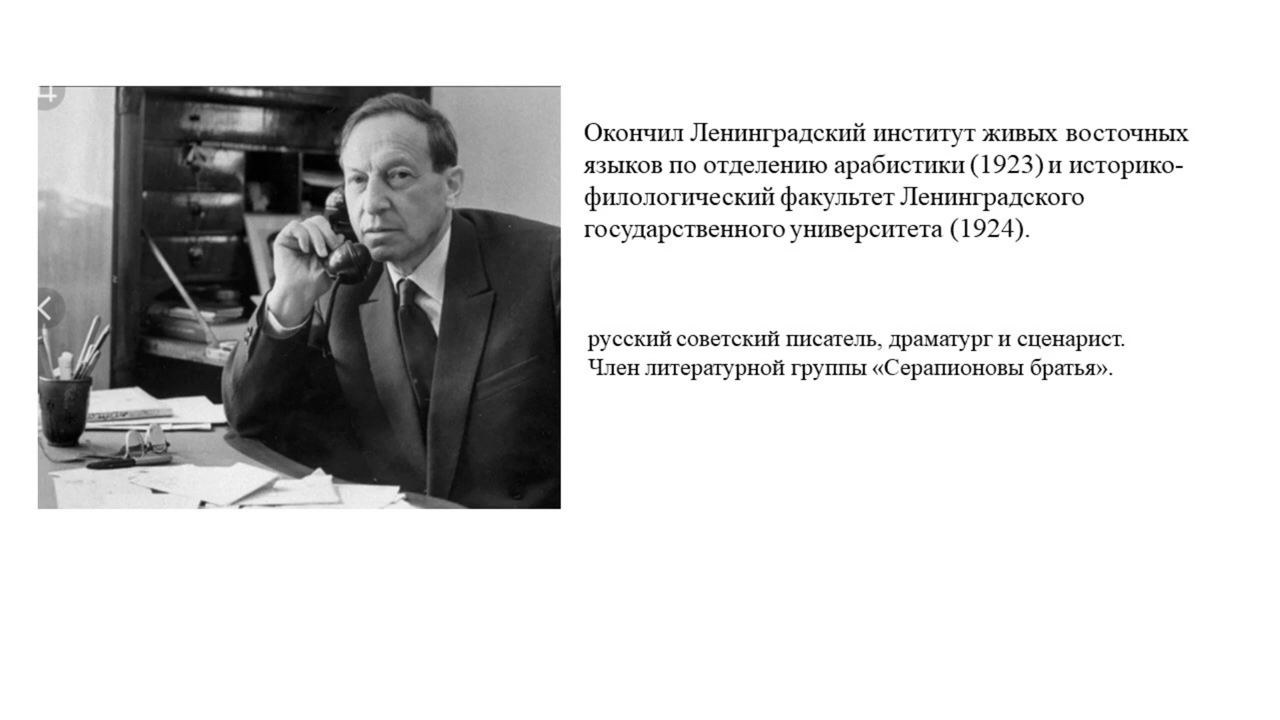 Окончил Ленинградский институт живых восточных
языков по отделению арабистики (1923) и историко-
филологический факультет Ленинградского
государственного университета (1924).
русский советский писатель, драматург и сценарист.
Член литературной группы «Серапионовы братья».